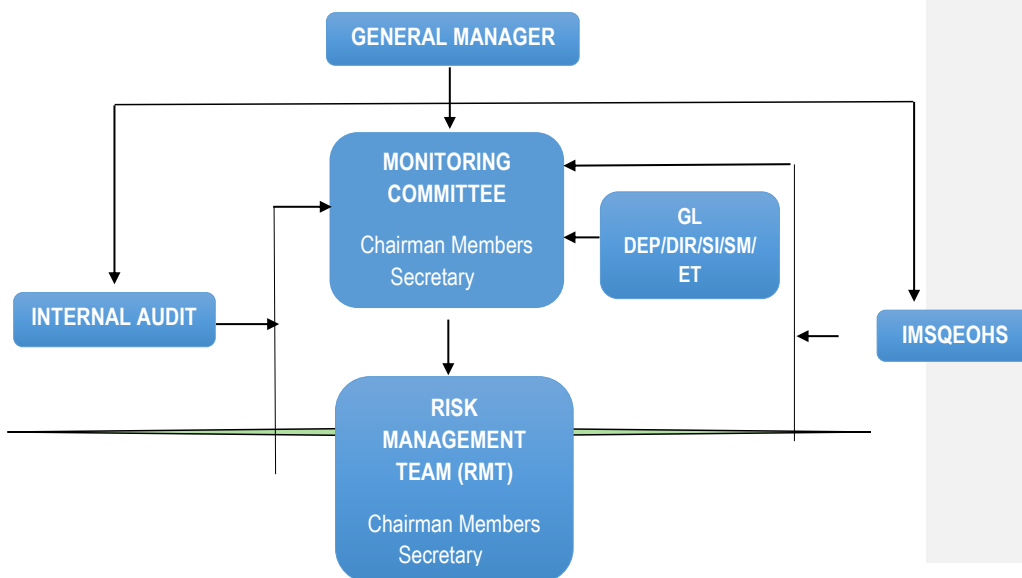 GENERAL MANAGER
MONITORING
COMMITTEE
Chairman Members
Secretary
GL
DEP/DIR/SI/SM/
ET
INTERNAL AUDIT
IMSQEOHS
RISK
MANAGEMENT
TEAM (RMT)
Chairman Members
Secretary